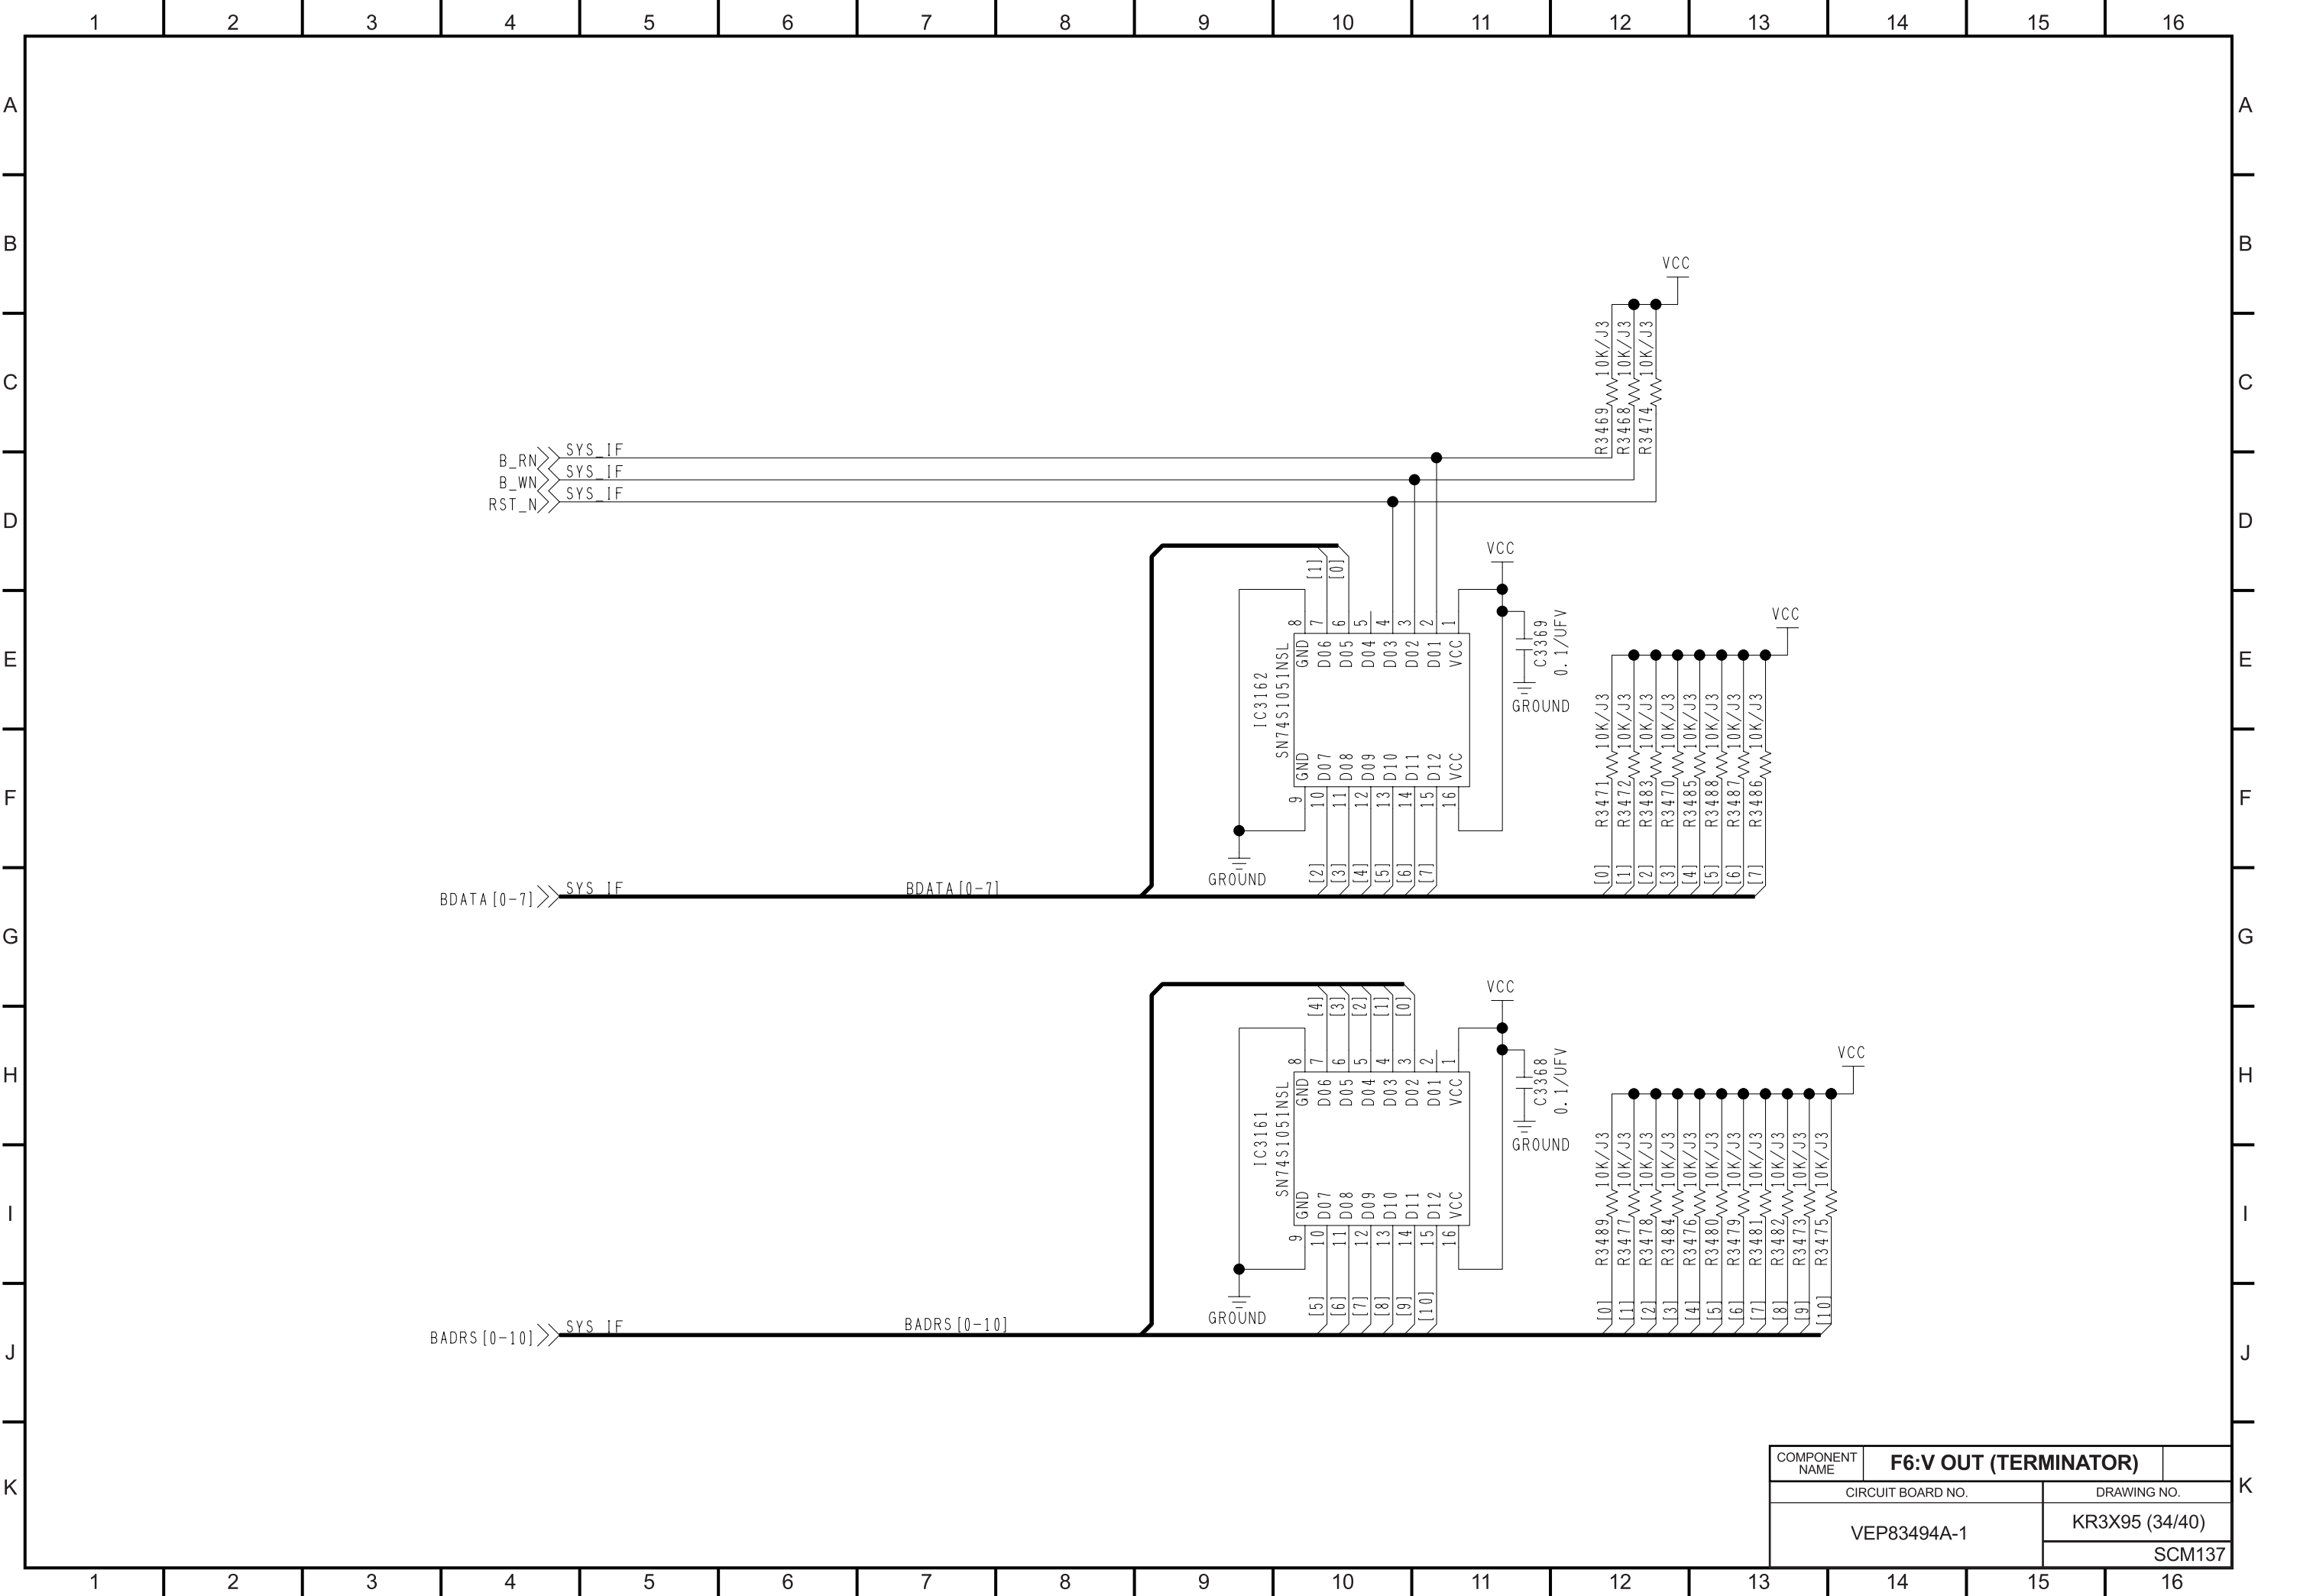 1 2 3 4 5 6 7 8 9 10 11 12 13 14 15 16
A A
B B
VCC
10K/J3 10K/J3 10K/J3
C C
R3469 R3468 R3474
B_RN SYS_IF
B_WN SYS_IF
RST_N SYS_IF
D D
VCC
[1] [0]
8 7 6 5 4 3 2 1
GND D06 D05 D04 D03 D02 D01 VCC
C3369
0.1/UFV
VCC
E E
IC3162
SN74S1051NSL
GROUND
10K/J3 10K/J3 10K/J3 10K/J3 10K/J3 10K/J3 10K/J3 10K/J3
GND D07 D08 D09 D10 D11 D12 VCC
9 10 11 12 13 14 15 16
F F
R3471 R3472 R3483 R3470 R3485 R3488 R3487 R3486
GROUND
[2] [3] [4] [5] [6] [7]
[0] [1] [2] [3] [4] [5] [6] [7]
BDATA[0-7] SYS_IF BDATA[0-7]
G G
VCC
[4] [3] [2] [1] [0]
8 7 6 5 4 3 2 1
GND D06 D05 D04 D03 D02 D01 VCC
C3368
0.1/UFV
VCC
H H
IC3161
SN74S1051NSL
GROUND
10K/J3 10K/J3 10K/J3 10K/J3 10K/J3 10K/J3 10K/J3 10K/J3 10K/J3 10K/J3 10K/J3
GND D07 D08 D09 D10 D11 D12 VCC
9 10 11 12 13 14 15 16
I I
R3489 R3477 R3478 R3484 R3476 R3480 R3479 R3481 R3482 R3473 R3475
GROUND
[5] [6] [7] [8] [9] [10]
[0] [1] [2] [3] [4] [5] [6] [7] [8] [9] [10]
BADRS[0-10] SYS_IF BADRS[0-10]
J J
K K
COMPONENT
NAME
F6:V OUT (TERMINATOR)
CIRCUIT BOARD NO. DRAWING NO.
VEP83494A-1
KR3X95 (34/40)
SCM137
1 2 3 4 5 6 7 8 9 10 11 12 13 14 15 16